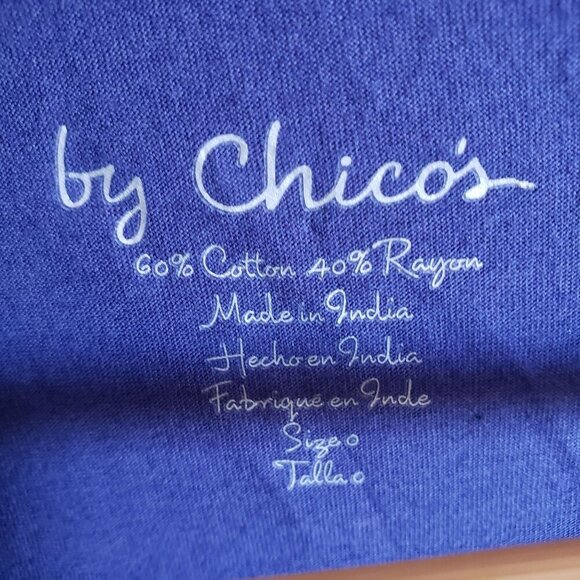 by Chico's
60% Cotton 40% Rayon
Made in India
Hecho en India
Fabriqué en Inde
Size 0
Talla 0